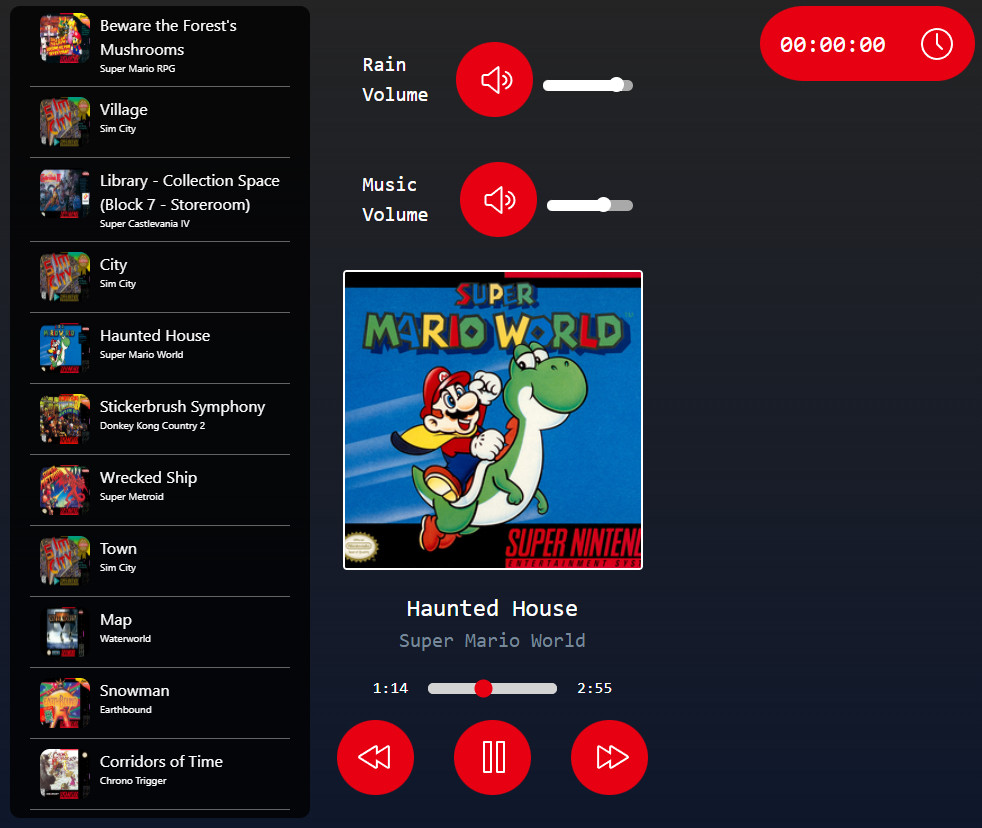 Beware the Forest's
Mushrooms
Super Mario RPG
Village
Sim City
Library - Collection Space
(Block 7 - Storeroom)
Super Castlevania IV
City
Sim City
Haunted House
Super Mario World
Stickerbrush Symphony
Donkey Kong Country 2
Wrecked Ship
Super Metroid
Town
Sim City
Map
Waterworld
Snowman
Earthbound
Corridors of Time
Chrono Trigger
Rain
Volume
Music
Volume
00:00:00
SUPER
MARIO WORLD
SUPER NINTEN
ENTERTAINMENT SYS
Haunted House
Super Mario World
1:14
2:55